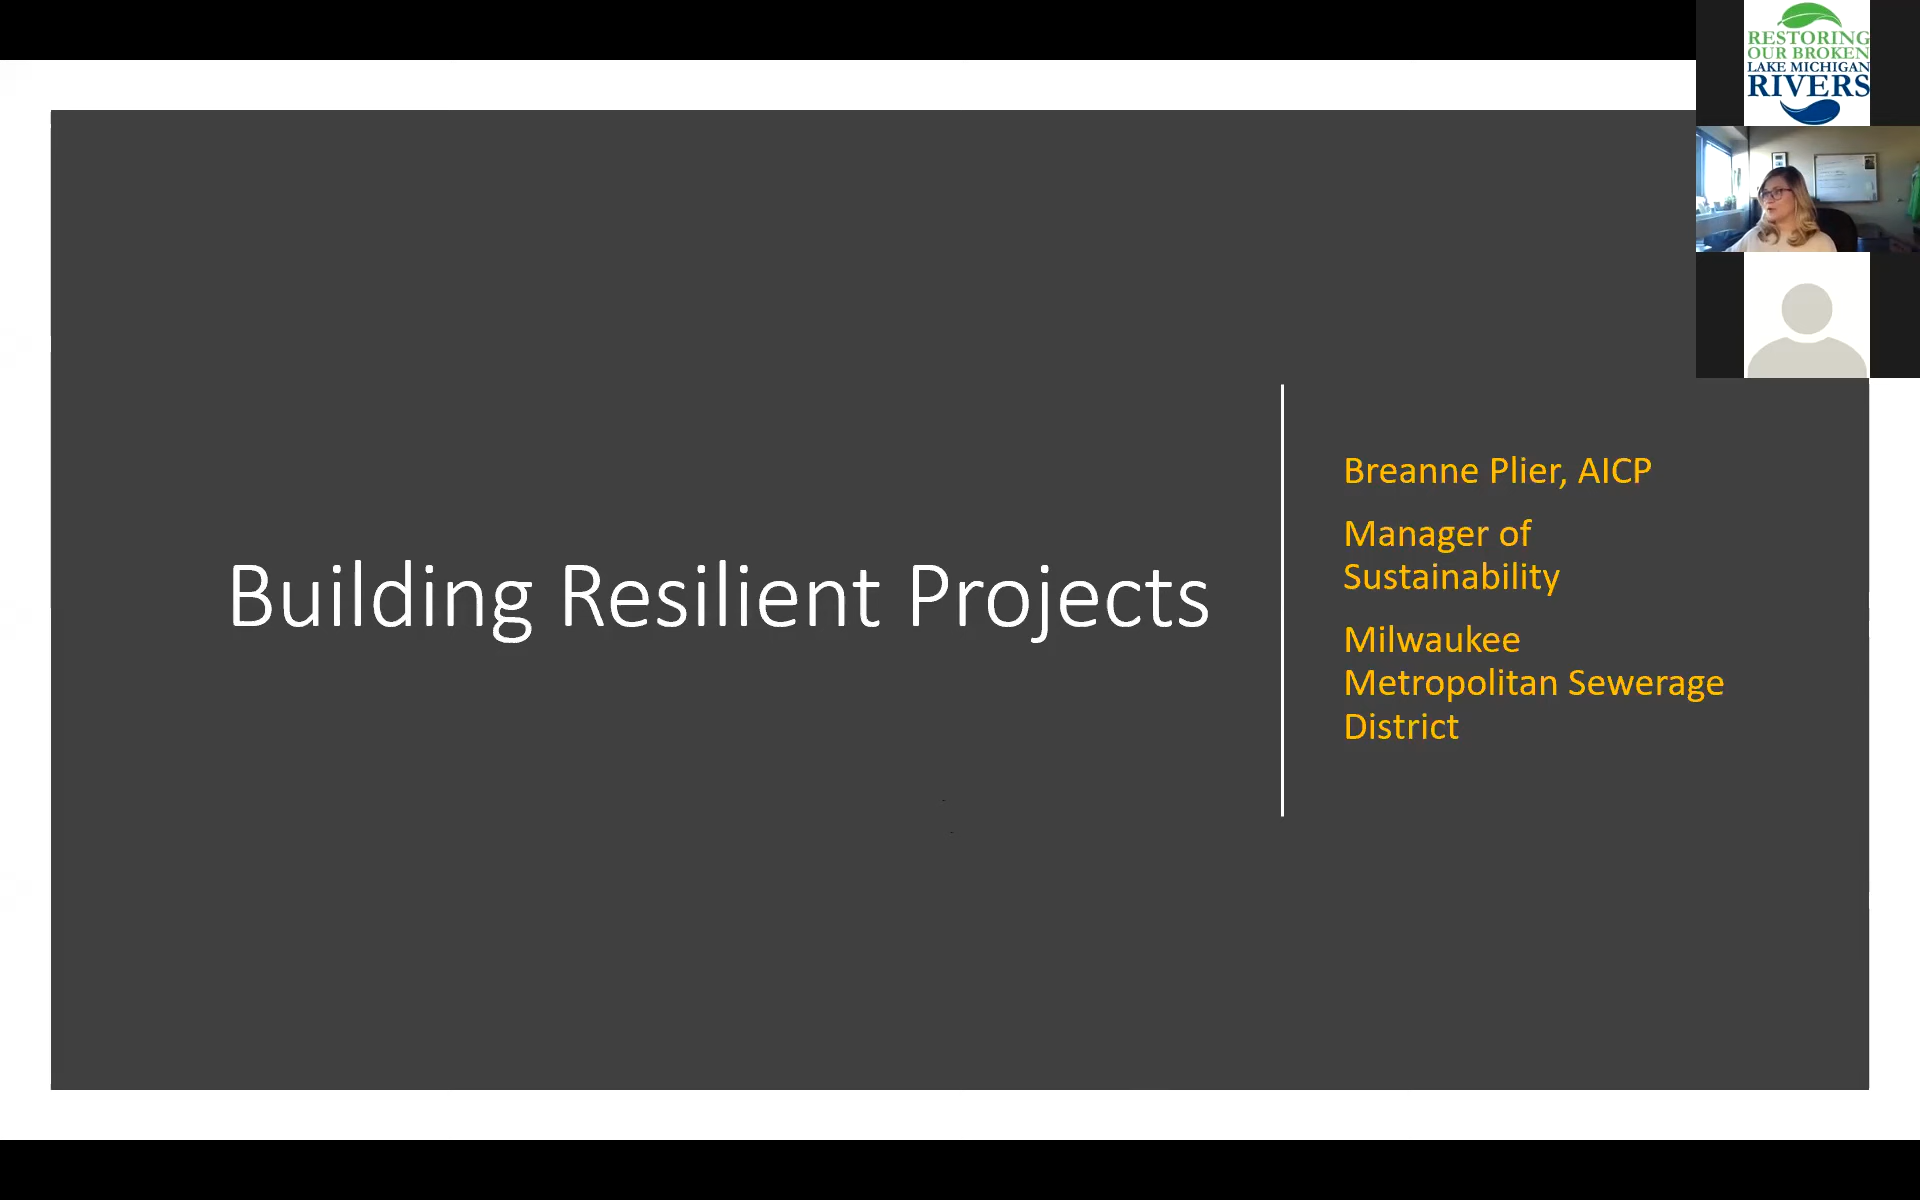 RESTORING
OUR BROKEN
LAKE MICHIGAN
RIVERS
Building Resilient Projects
Breanne Plier, AICP
Manager of
Sustainability
Milwaukee
Metropolitan Sewerage
District